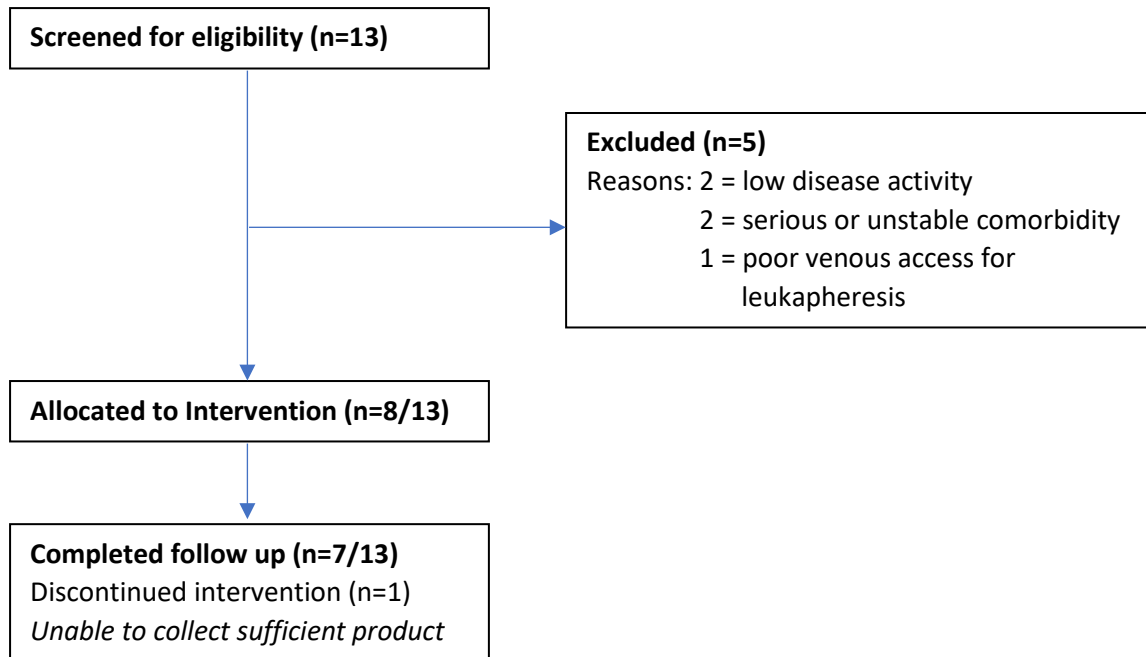 Screened for eligibility (n=13)
Excluded (n=5)
Reasons: 2 = low disease activity
2 = serious or unstable comorbidity
1 = poor venous access for
leukapheresis
Allocated to Intervention (n=8/13)
Completed follow up (n=7/13)
Discontinued intervention (n=1)
Unable to collect sufficient product